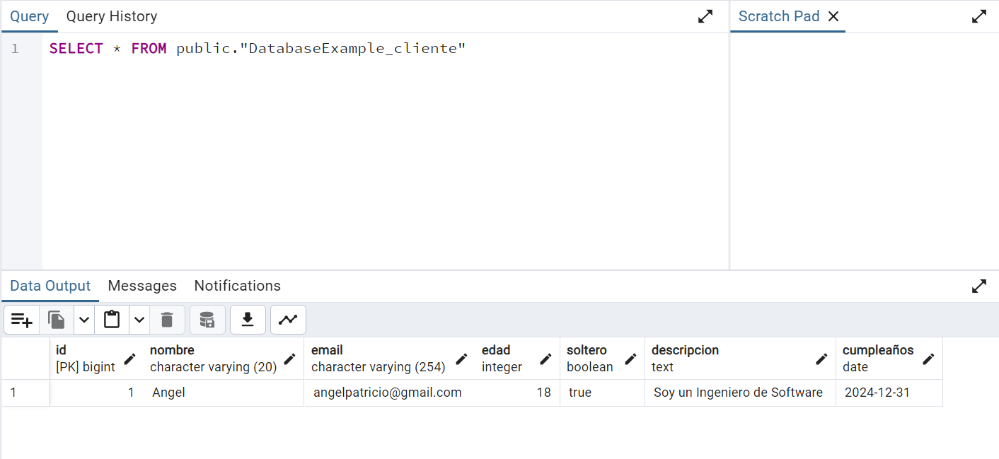 Query Query History Scratch Pad
1 SELECT * FROM public."DatabaseExample_cliente"
Data Output Messages Notifications
id nombre email edad soltero descripcion cumpleaños
[PK] bigint character varying (20) character varying (254) integer boolean text date
1 1 Angel angelpatricio@gmail.com 18 true Soy un Ingeniero de Software 2024-12-31